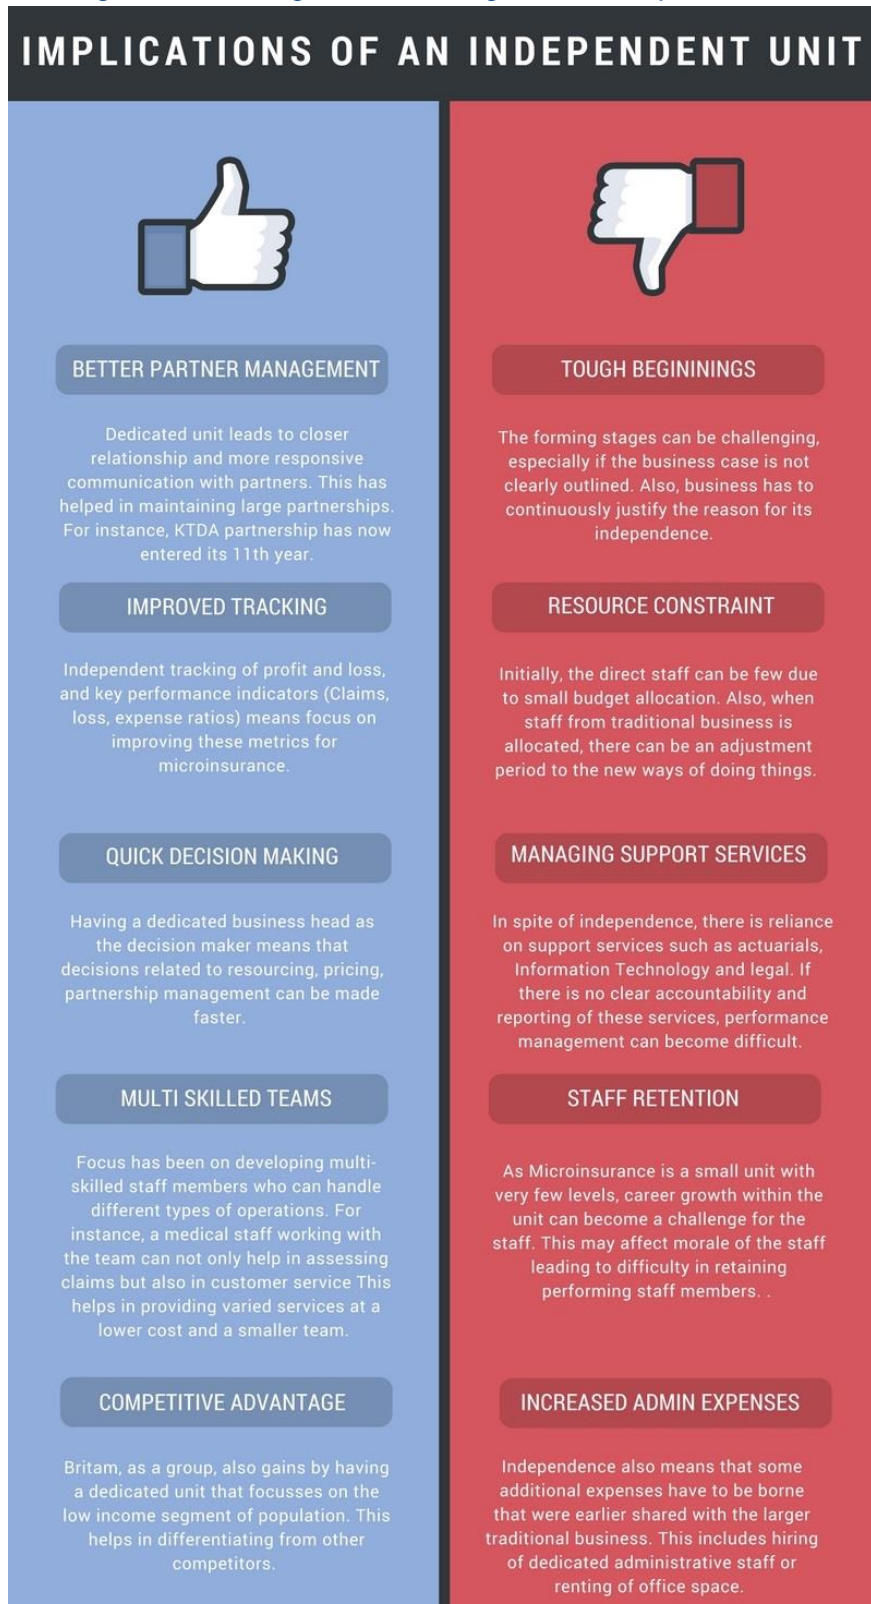 IMPLICATIONS OF AN INDEPENDENT UNIT
BETTER PARTNER MANAGEMENT
Dedicated unit leads to closer
relationship and more responsive
communication with partners. This has
helped in maintaining large partnerships.
For instance, KTDA partnership has now
entered its 11th year.
IMPROVED TRACKING
Independent tracking of profit and loss,
and key performance indicators (Claims,
loss, expense ratios) means focus on
improving these metrics for
microinsurance.
QUICK DECISION MAKING
Having a dedicated business head as
the decision maker means that
decisions related to resourcing, pricing,
partnership management can be made
faster.
MULTI SKILLED TEAMS
Focus has been on developing multi-
skilled staff members who can handle
different types of operations. For
instance, a medical staff working with
the team can not only help in assessing
claims but also in customer service This
helps in providing varied services at a
lower cost and a smaller team.
COMPETITIVE ADVANTAGE
Britam, as a group, also gains by having
a dedicated unit that focusses on the
low income segment of population. This
helps in differentiating from other
competitors.
TOUGH BEGINININGS
The forming stages can be challenging,
especially if the business case is not
clearly outlined. Also, business has to
continuously justify the reason for its
independence.
RESOURCE CONSTRAINT
Initially, the direct staff can be few due
to small budget allocation. Also, when
staff from traditional business is
allocated, there can be an adjustment
period to the new ways of doing things.
MANAGING SUPPORT SERVICES
In spite of independence, there is reliance
on support services such as actuarials,
Information Technology and legal. If
there is no clear accountability and
reporting of these services, performance
management can become difficult.
STAFF RETENTION
As Microinsurance is a small unit with
very few levels, career growth within the
unit can become a challenge for the
staff. This may affect morale of the staff
leading to difficulty in retaining
performing staff members. .
INCREASED ADMIN EXPENSES
Independence also means that some
additional expenses have to be borne
that were earlier shared with the larger
traditional business. This includes hiring
of dedicated administrative staff or
renting of office space.